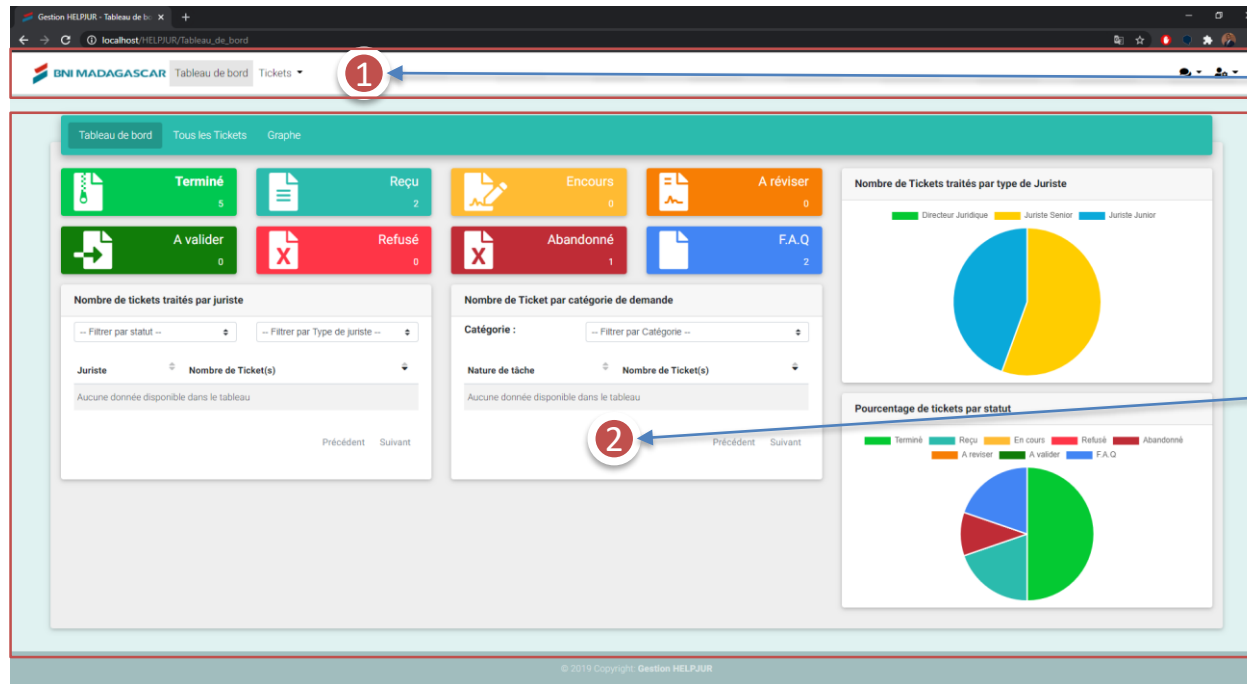 Gestion HELPJUR - Tableau de bo
localhost/HELPJUR/Tableau_de_bord
BNI MADAGASCAR Tableau de bord Tickets
1
Tableau de bord Tous les Tickets Graphe
Terminé 5
Reçu 2
Encours 0
A réviser 0
A valider 0
Refusé 0
Abandonné 1
F.A.Q 2
Nombre de tickets traités par juriste
-- Filtrer par statut -- -- Filtrer par Type de juriste --
Juriste Nombre de Ticket(s)
Aucune donnée disponible dans le tableau
Précédent Suivant
Nombre de Ticket par catégorie de demande
Catégorie : -- Filtrer par Catégorie --
Nature de tâche Nombre de Ticket(s)
Aucune donnée disponible dans le tableau
2
Précédent Suivant
Nombre de Tickets traités par type de Juriste
Directeur Juridique Juriste Senior Juriste Junior
Pourcentage de tickets par statut
Terminé Reçu En cours Refusé Abandonné
A reviser A valider F.A.Q
© 2019 Copyright: Gestion HELPJUR